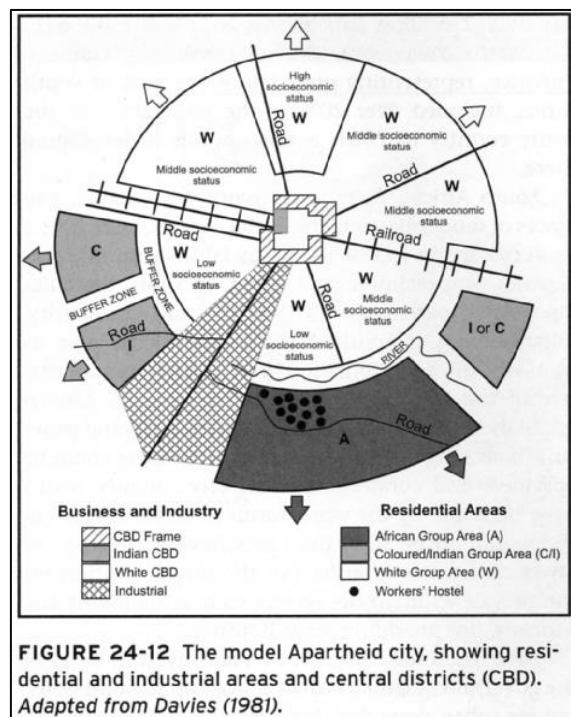 High
socioeconomic
status
W
Road
W
Middle socioeconomic
status
W
Middle socioeconomic
status
Road
W
Middle socioeconomic
status
Road
Railroad
C
W
Low
socioeconomic
status
BUFFER ZONE
BUFFER ZONE
Road
I
W
Low
socioeconomic
status
Road
W
Middle
socioeconomic
status
I or C
RIVER
Road
A
Business and Industry
CBD Frame
Indian CBD
White CBD
Industrial
Residential Areas
African Group Area (A)
Coloured/Indian Group Area (C/I)
White Group Area (W)
Workers' Hostel
FIGURE 24-12 The model Apartheid city, showing resi-
dential and industrial areas and central districts (CBD).
Adapted from Davies (1981).